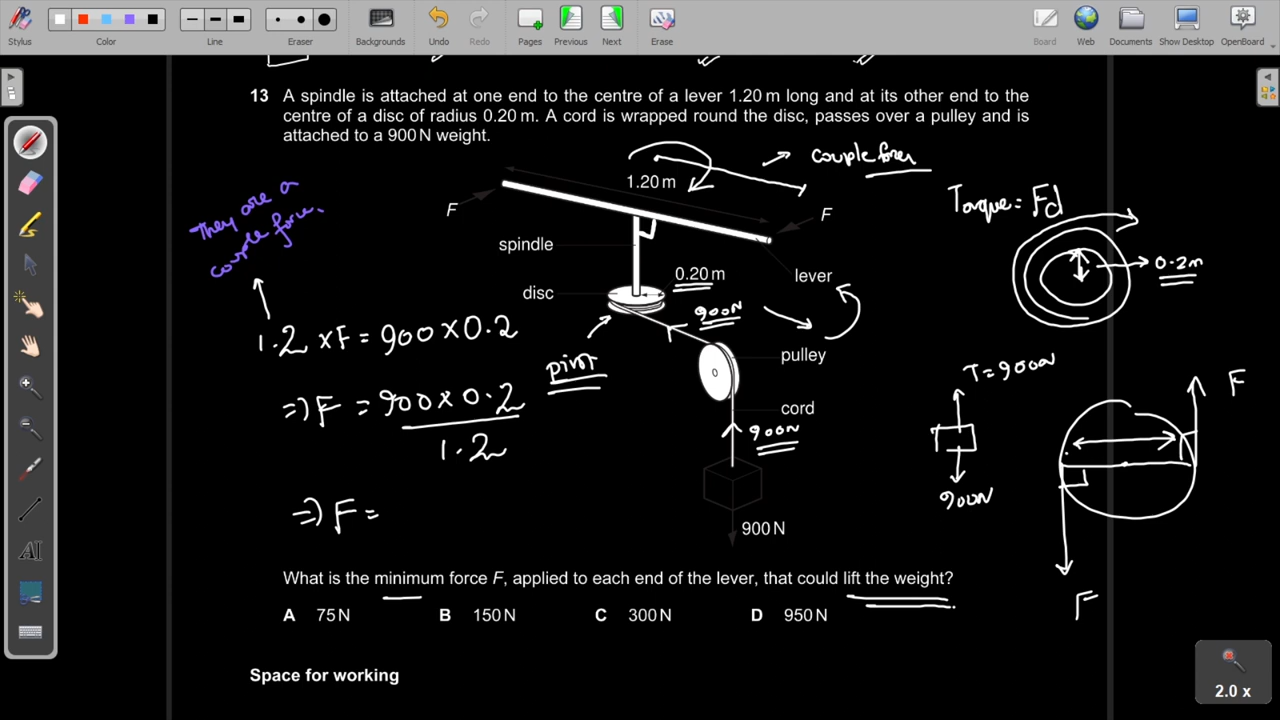 Stylus
Color
Line
Eraser
Backgrounds
Undo
Redo
Pages
Previous
Next
Erase
Board
Web
Documents
Show Desktop
OpenBoard
13 A spindle is attached at one end to the centre of a lever 1.20 m long and at its other end to the
centre of a disc of radius 0.20 m. A cord is wrapped round the disc, passes over a pulley and is
attached to a 900 N weight.
couple force
1.20 m
They are a
couple force.
F
F
Torque = Fd
spindle
0.20 m
lever
0.2m
disc
900N
1.2 × F = 900 × 0.2
pivot
pulley
T = 900N
F
=> F = 900 × 0.2
1.2
cord
900N
900N
=> F =
900 N
What is the minimum force F, applied to each end of the lever, that could lift the weight?
F
A 75 N B 150 N C 300 N D 950 N
Space for working
2.0 x
AI